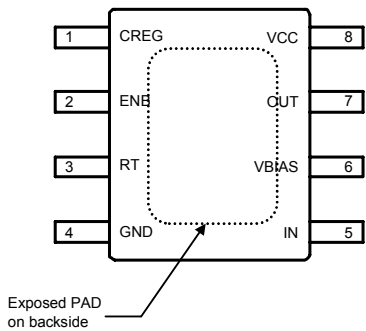 1 CREG VCC 8
2 ENB OUT 7
3 RT VBIAS 6
4 GND IN 5
Exposed PAD
on backside